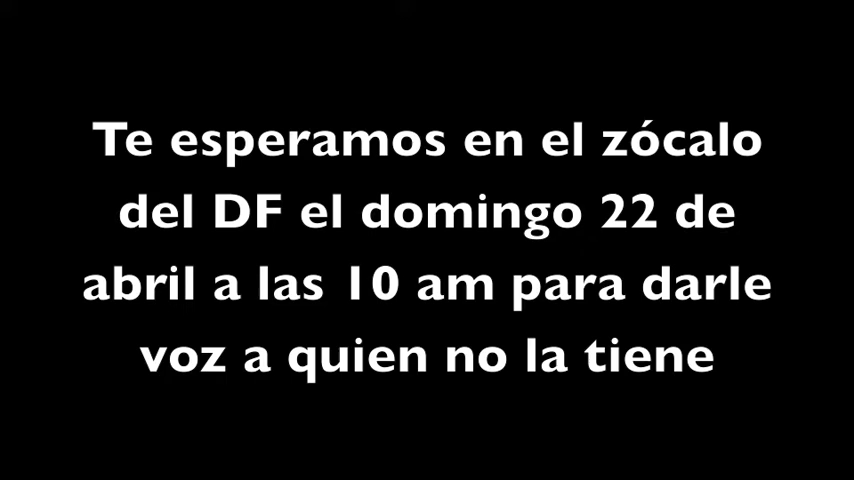 Te esperamos en el zócalo
del DF el domingo 22 de
abril a las 10 am para darle
voz a quien no la tiene